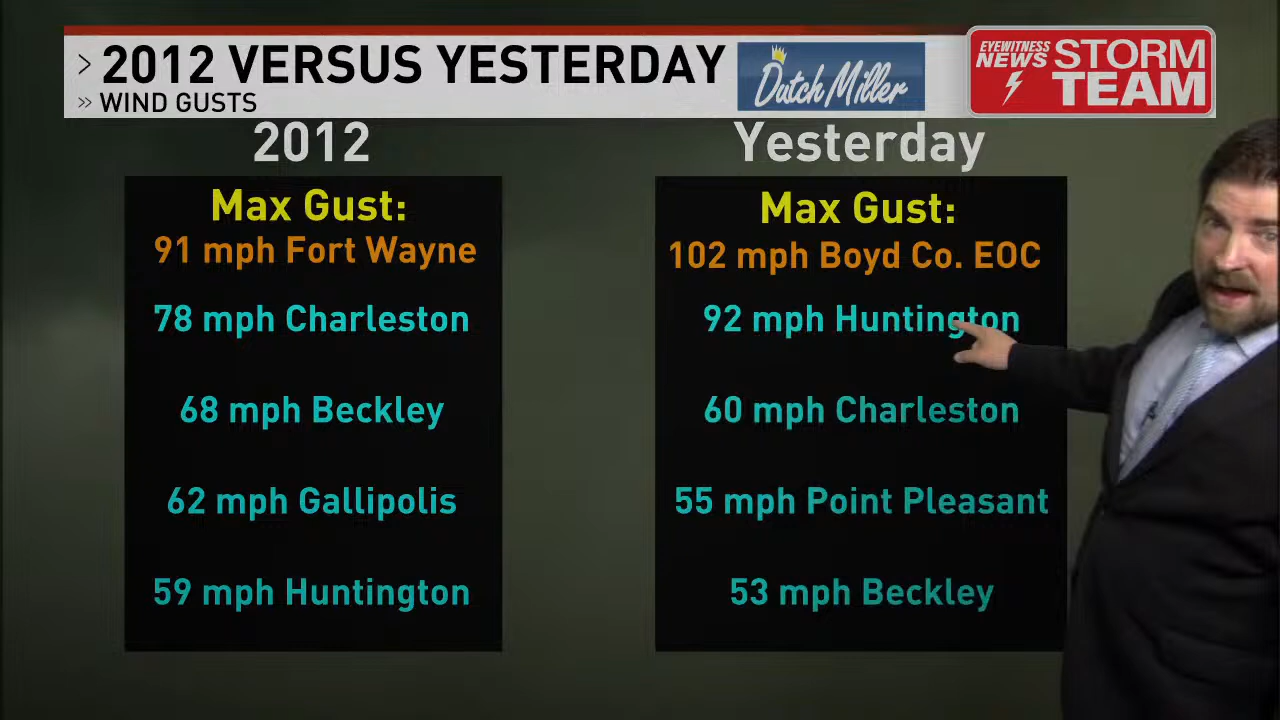 > 2012 VERSUS YESTERDAY
» WIND GUSTS
Dutch Miller
EYEWITNESS
NEWS
STORM
TEAM
2012
Max Gust:
91 mph Fort Wayne
78 mph Charleston
68 mph Beckley
62 mph Gallipolis
59 mph Huntington
Yesterday
Max Gust:
102 mph Boyd Co. EOC
92 mph Huntington
60 mph Charleston
55 mph Point Pleasant
53 mph Beckley